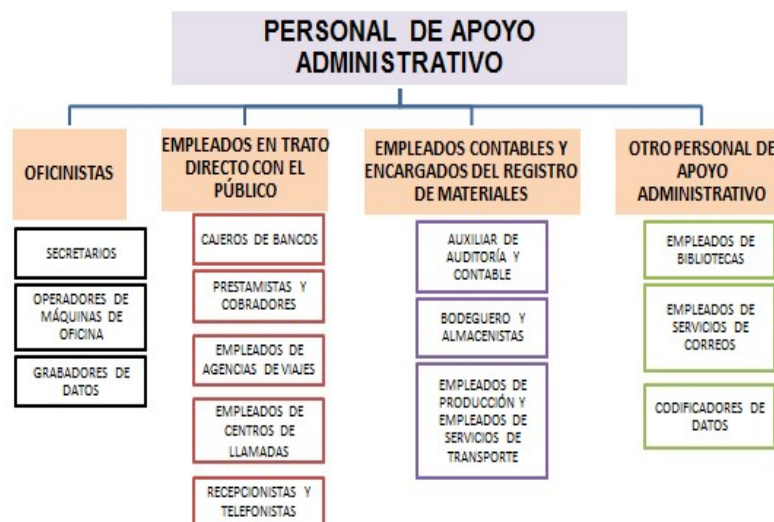 PERSONAL DE APOYO
ADMINISTRATIVO
OFICINISTAS
SECRETARIOS
OPERADORES DE
MÁQUINAS DE
OFICINA
GRABADORES DE
DATOS
EMPLEADOS EN TRATO
DIRECTO CON EL
PÚBLICO
CAJEROS DE BANCOS
PRESTAMISTAS Y
COBRADORES
EMPLEADOS DE
AGENCIAS DE VIAJES
EMPLEADOS DE
CENTROS DE
LLAMADAS
RECEPCIONISTAS Y
TELEFONISTAS
EMPLEADOS CONTABLES Y
ENCARGADOS DEL REGISTRO
DE MATERIALES
AUXILIAR DE
AUDITORÍA Y
CONTABLE
BODEGUERO Y
ALMACENISTAS
EMPLEADOS DE
PRODUCCIÓN Y
EMPLEADOS DE
SERVICIOS DE
TRANSPORTE
OTRO PERSONAL DE
APOYO
ADMINISTRATIVO
EMPLEADOS DE
BIBLIOTECAS
EMPLEADOS DE
SERVICIOS DE
CORREOS
CODIFICADORES DE
DATOS